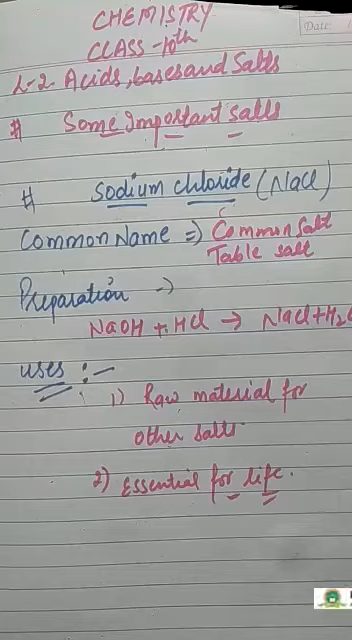 Date:
CHEMISTRY
CLASS-10th
L-2 Acids, bases and Salts
# Some Important salts
# Sodium chloride (NaCl)
Common Name => Common Salt
Table salt
Preparation ->
NaOH + HCl → NaCl + H2O
uses :-
1) Raw material for
other salts
2) Essential for life.